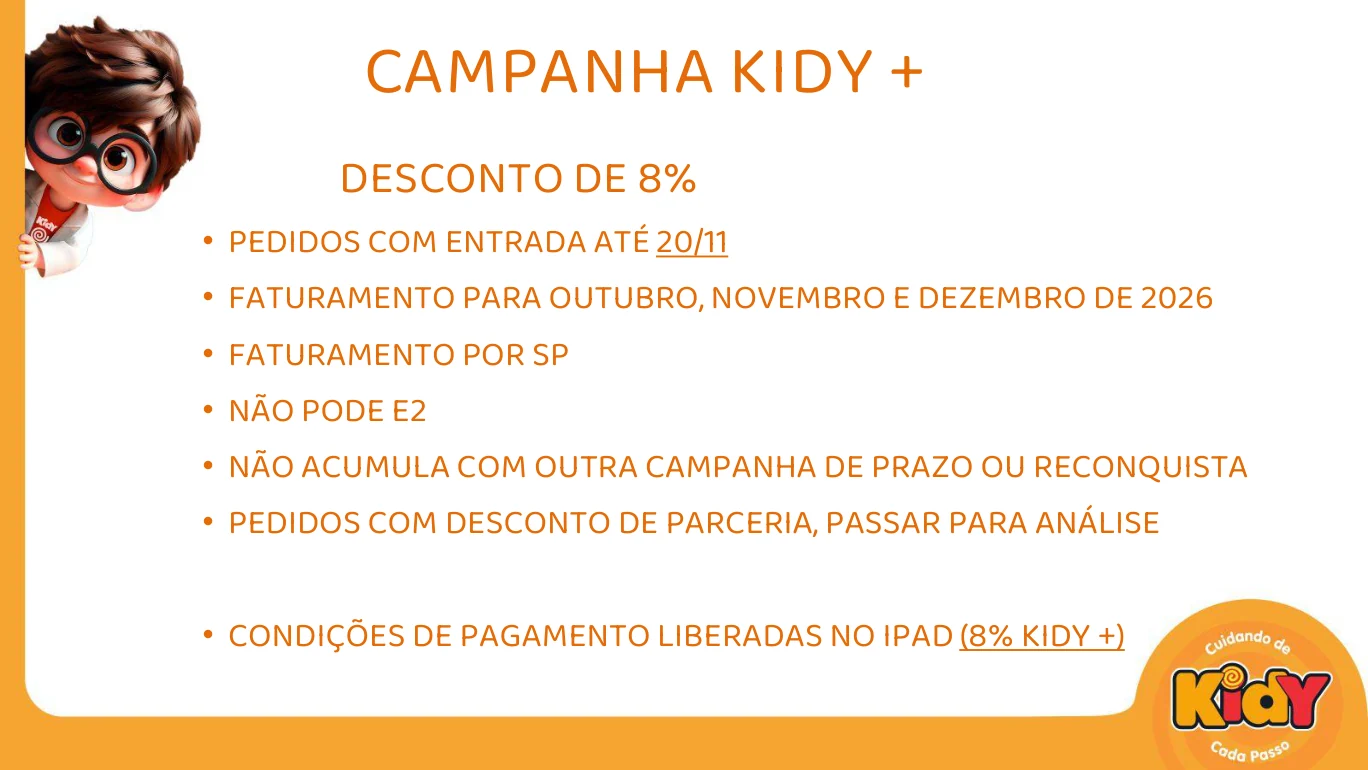 CAMPANHA KIDY +
DESCONTO DE 8%
• PEDIDOS COM ENTRADA ATÉ 20/11
• FATURAMENTO PARA OUTUBRO, NOVEMBRO E DEZEMBRO DE 2026
• FATURAMENTO POR SP
• NÃO PODE E2
• NÃO ACUMULA COM OUTRA CAMPANHA DE PRAZO OU RECONQUISTA
• PEDIDOS COM DESCONTO DE PARCERIA, PASSAR PARA ANÁLISE
• CONDIÇÕES DE PAGAMENTO LIBERADAS NO IPAD (8% KIDY +)
Kidy
Cuidando de
KidY
Cada Passo